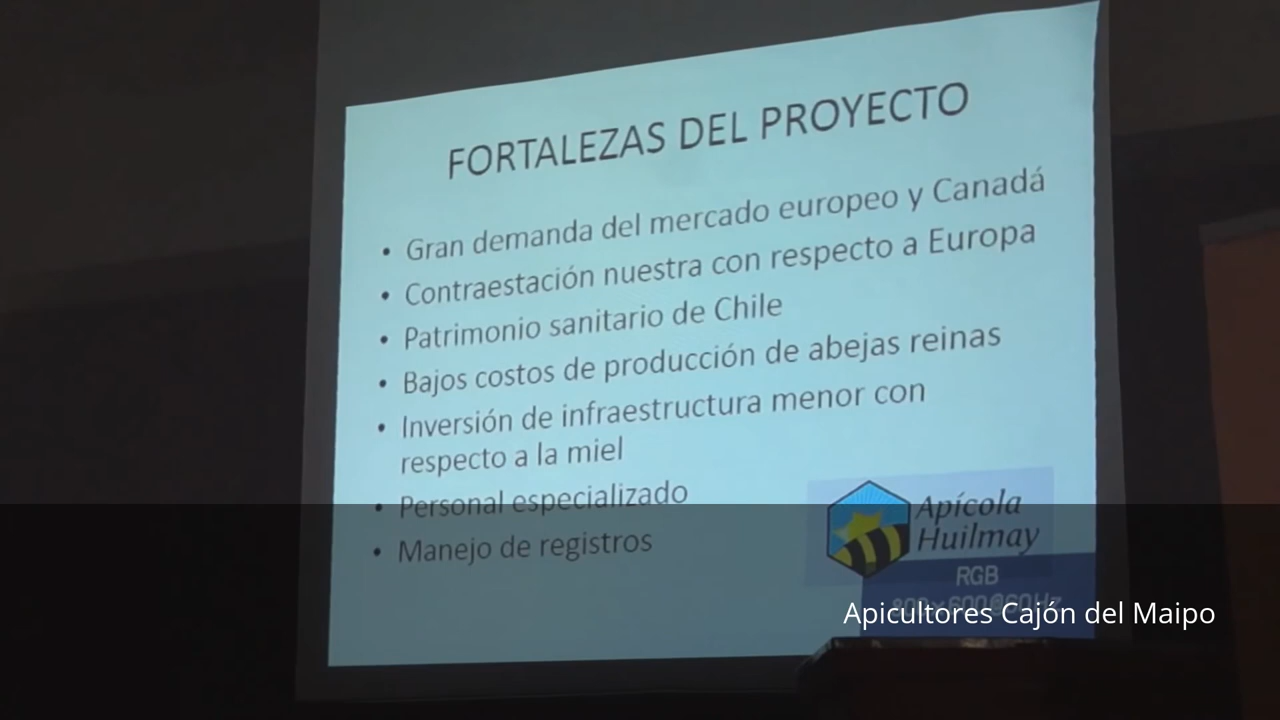 FORTALEZAS DEL PROYECTO
• Gran demanda del mercado europeo y Canadá
• Contraestación nuestra con respecto a Europa
• Patrimonio sanitario de Chile
• Bajos costos de producción de abejas reinas
• Inversión de infraestructura menor con
respecto a la miel
• Personal especializado
• Manejo de registros
Apícola
Huilmay
RGB
Apicultores Cajón del Maipo